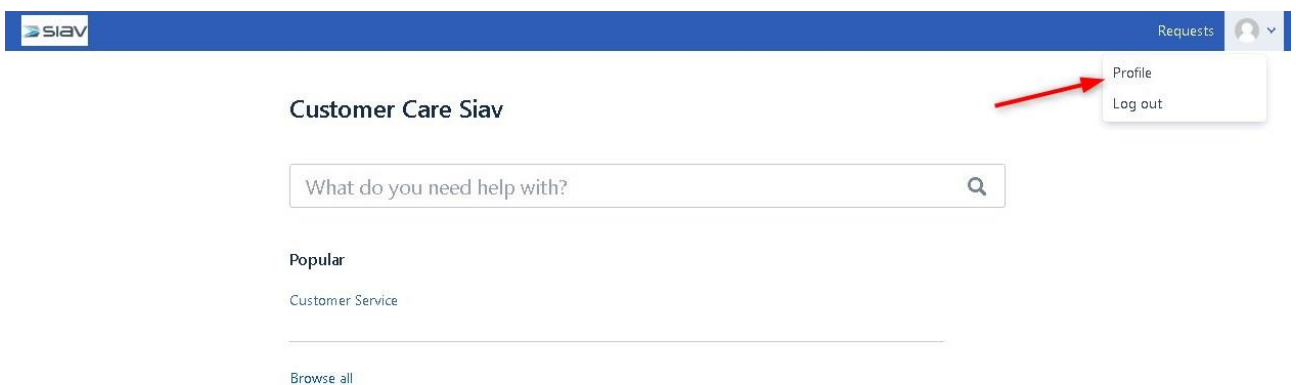 siav
Requests
Profile
Log out
Customer Care Siav
What do you need help with?
Popular
Customer Service
Browse all